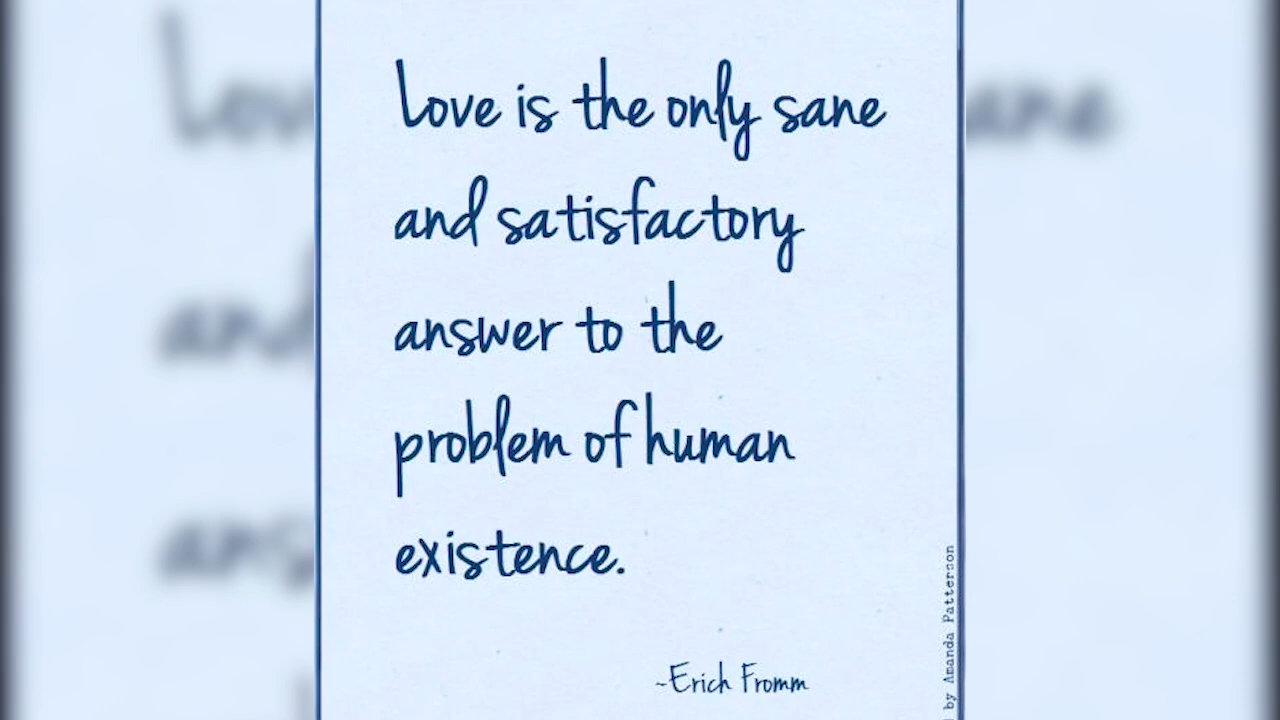 Love is the only sane
and satisfactory
answer to the
problem of human
existence.
~Erich Fromm
by Amanda Patterson